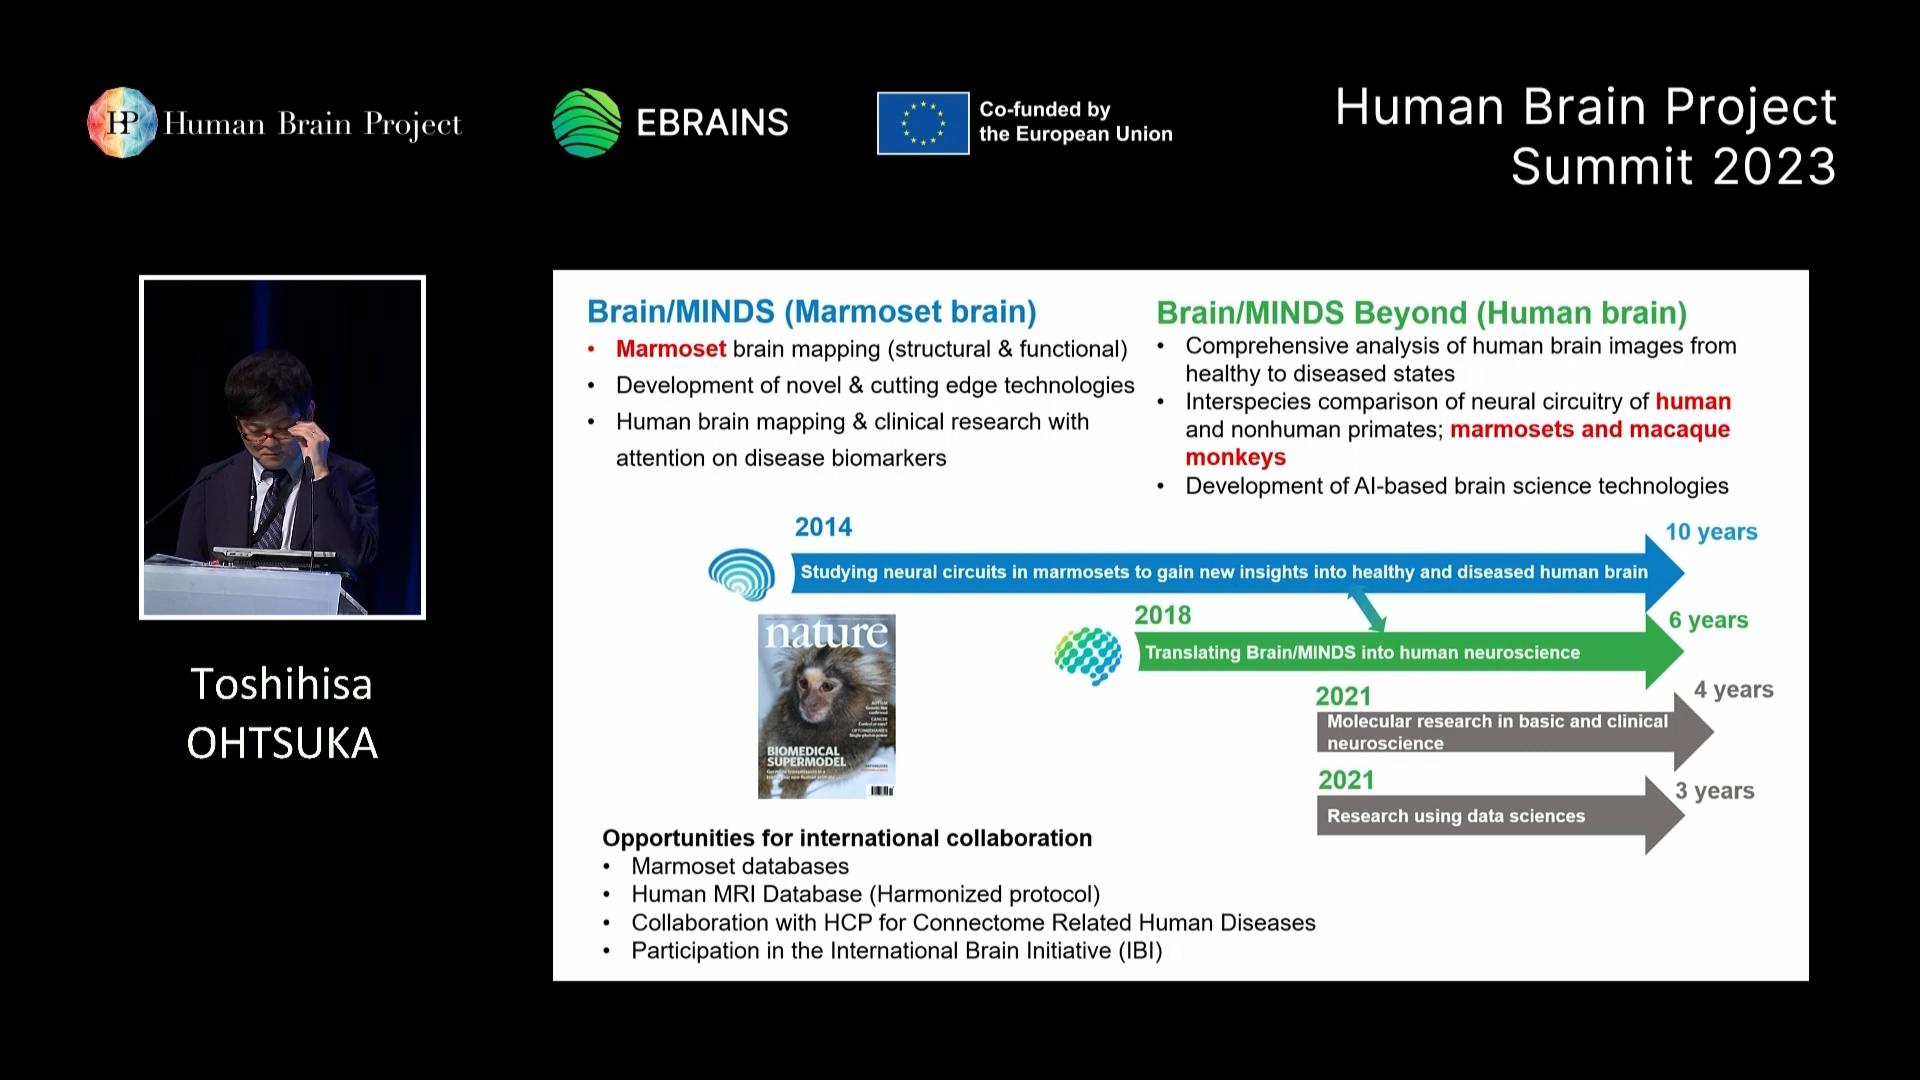 HP Human Brain Project
EBRAINS
Co-funded by
the European Union
Human Brain Project
Summit 2023
Toshihisa
OHTSUKA
Brain/MINDS (Marmoset brain)
• Marmoset brain mapping (structural & functional)
• Development of novel & cutting edge technologies
• Human brain mapping & clinical research with
attention on disease biomarkers
Brain/MINDS Beyond (Human brain)
• Comprehensive analysis of human brain images from
healthy to diseased states
• Interspecies comparison of neural circuitry of human
and nonhuman primates; marmosets and macaque
monkeys
• Development of AI-based brain science technologies
2014
10 years
Studying neural circuits in marmosets to gain new insights into healthy and diseased human brain
2018
6 years
Translating Brain/MINDS into human neuroscience
2021
4 years
Molecular research in basic and clinical
neuroscience
2021
3 years
Research using data sciences
nature
BIOMEDICAL
SUPERMODEL
Opportunities for international collaboration
• Marmoset databases
• Human MRI Database (Harmonized protocol)
• Collaboration with HCP for Connectome Related Human Diseases
• Participation in the International Brain Initiative (IBI)